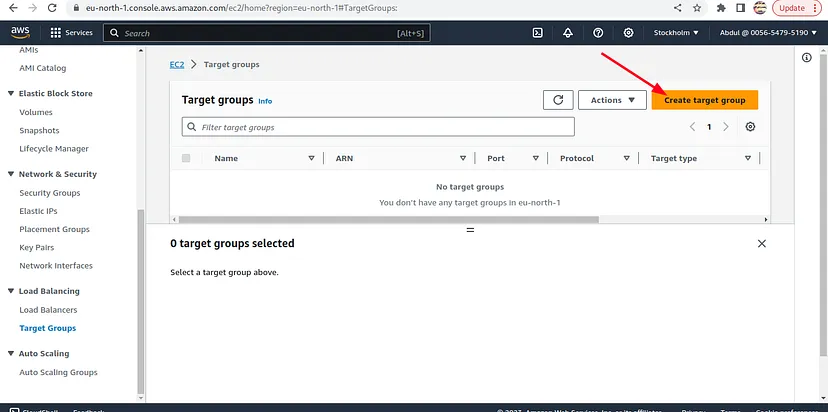 eu-north-1.console.aws.amazon.com/ec2/home?region=eu-north-1#TargetGroups:
Update
aws
Services
Search
[Alt+S]
Stockholm
Abdul @ 0056-5479-5190
AMIs
AMI Catalog
Elastic Block Store
Volumes
Snapshots
Lifecycle Manager
Network & Security
Security Groups
Elastic IPs
Placement Groups
Key Pairs
Network Interfaces
Load Balancing
Load Balancers
Target Groups
Auto Scaling
Auto Scaling Groups
EC2 > Target groups
Target groups Info
Actions
Create target group
Filter target groups
1
Name
ARN
Port
Protocol
Target type
No target groups
You don't have any target groups in eu-north-1
0 target groups selected
Select a target group above.
CloudShell Feedback